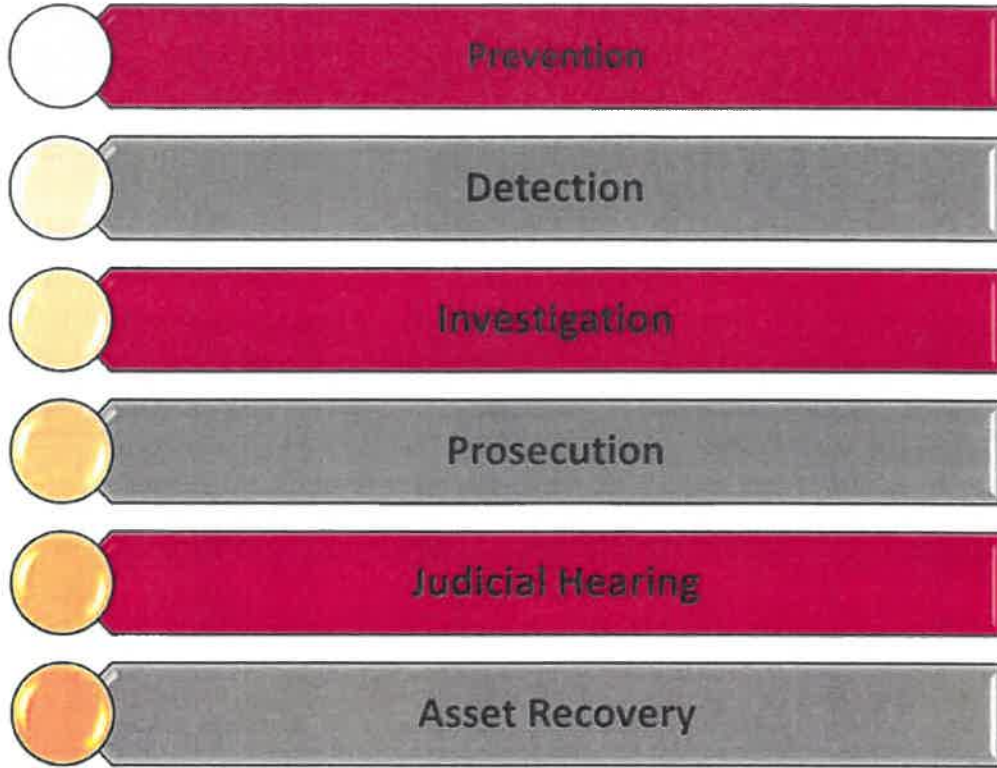 Prevention
Detection
Investigation
Prosecution
Judicial Hearing
Asset Recovery